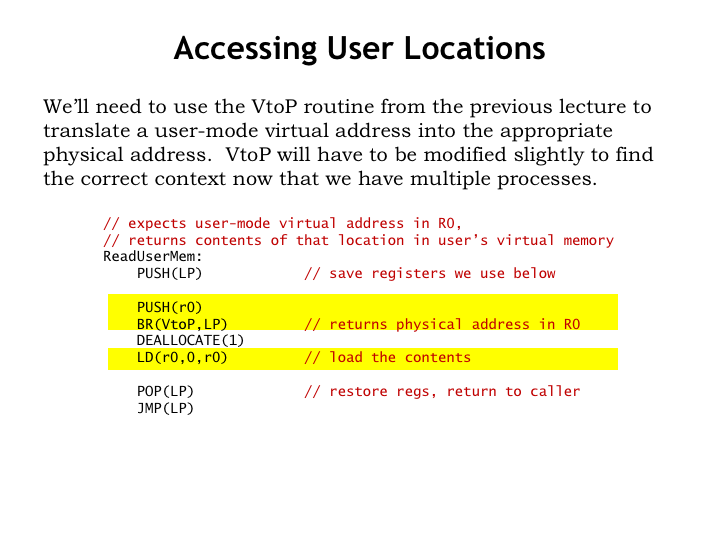 Accessing User Locations
We’ll need to use the VtoP routine from the previous lecture to
translate a user-mode virtual address into the appropriate
physical address.  VtoP will have to be modified slightly to find
the correct context now that we have multiple processes.
// expects user-mode virtual address in R0,
// returns contents of that location in user’s virtual memory
ReadUserMem:
PUSH(LP) // save registers we use below
PUSH(r0)
BR(VtoP,LP) // returns physical address in R0
DEALLOCATE(1)
LD(r0,0,r0) // load the contents
POP(LP) // restore regs, return to caller
JMP(LP)